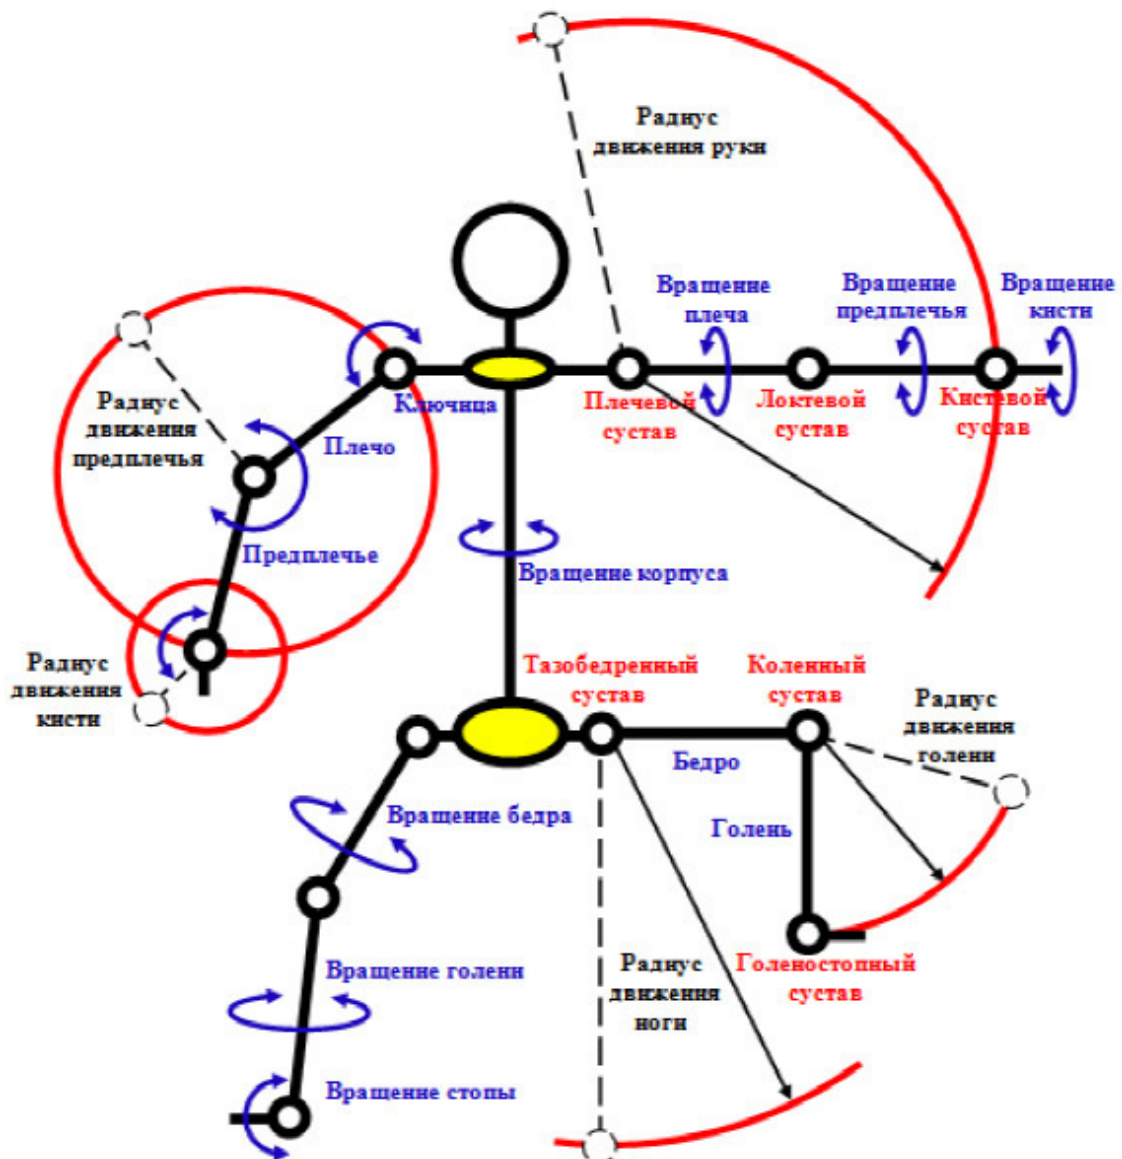 Радиус
движения руки
Вращение
плеча
Вращение
предплечья
Вращение
кисти
Радиус
движения
предплечья
Ключица
Плечевой
сустав
Локтевой
сустав
Кистевой
сустав
Плечо
Предплечье
Вращение корпуса
Радиус
движения
кисти
Тазобедренный
сустав
Коленный
сустав
Радиус
движения
голени
Бедро
Вращение бедра
Голень
Вращение голени
Радиус
движения
ноги
Голеностопный
сустав
Вращение стопы